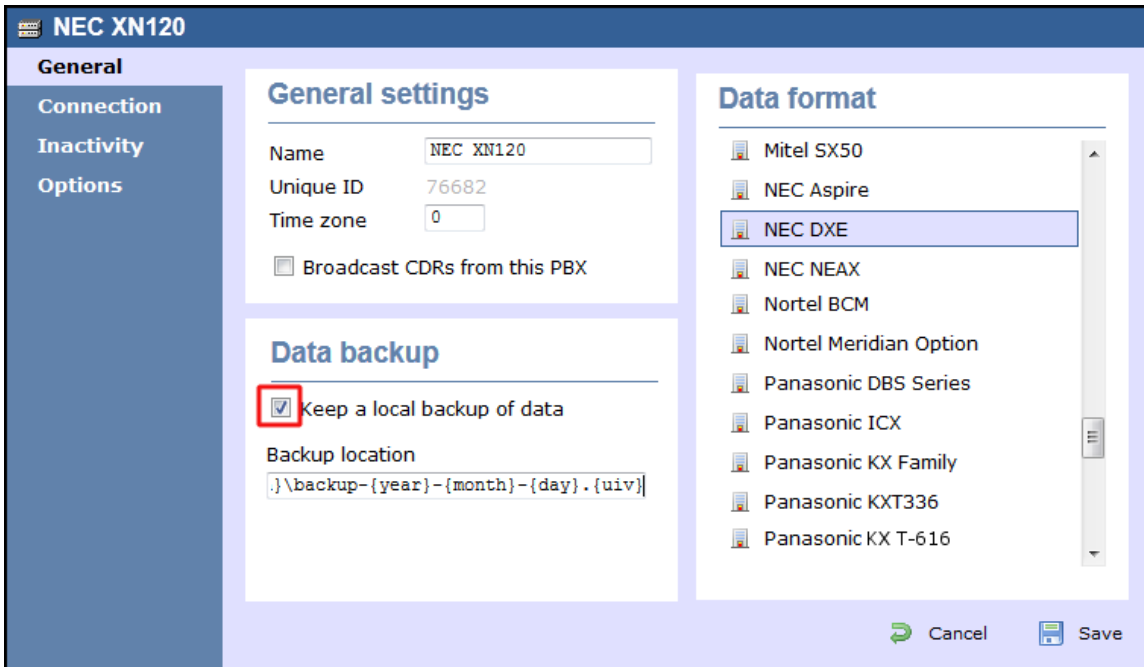 NEC XN120
General
Connection
Inactivity
Options
General settings
Name NEC XN120
Unique ID 76682
Time zone 0
Broadcast CDRs from this PBX
Data backup
Keep a local backup of data
Backup location
.}\backup-{year}-{month}-{day}.{uiv}
Data format
Mitel SX50
NEC Aspire
NEC DXE
NEC NEAX
Nortel BCM
Nortel Meridian Option
Panasonic DBS Series
Panasonic ICX
Panasonic KX Family
Panasonic KXT336
Panasonic KX T-616
Cancel Save